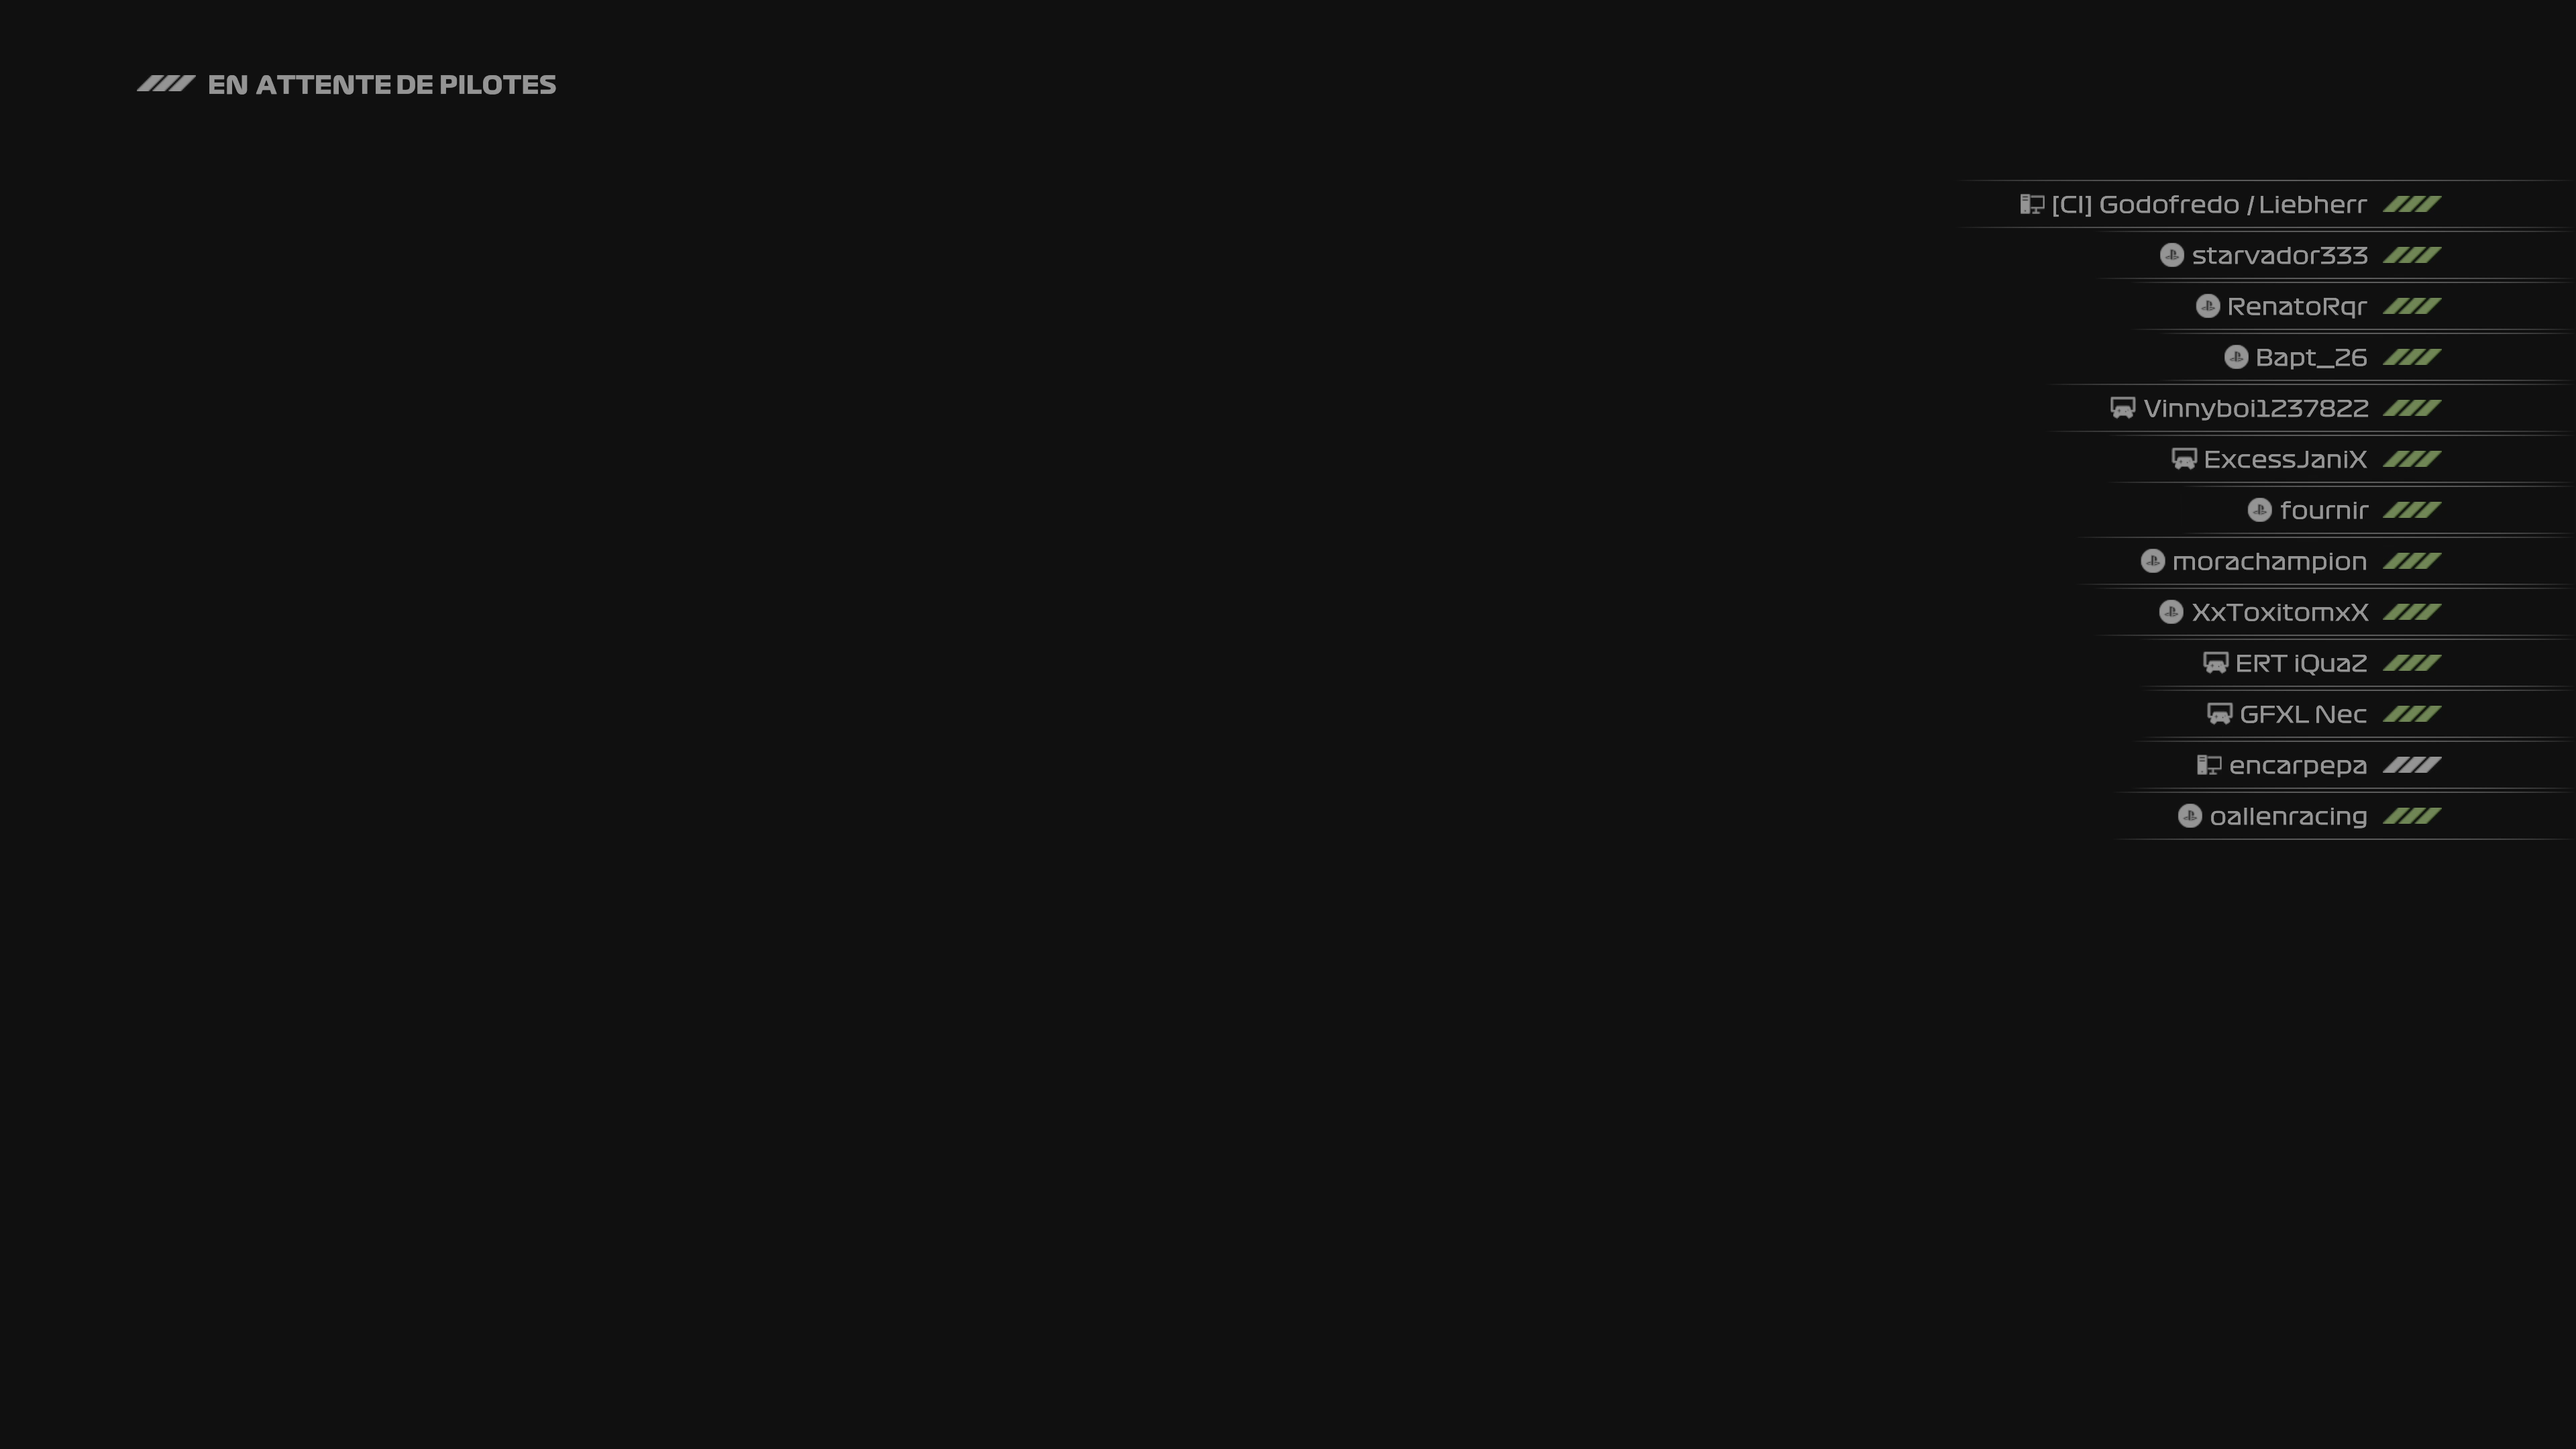 EN ATTENTE DE PILOTES
[CI] Godofredo / Liebherr
starvador333
RenatoRqr
Bapt_26
Vinnyboi1237822
ExcessJaniX
fournir
morachampion
XxToxitomxX
ERT iQua2
GFXL Nec
encarpepa
oallenracing